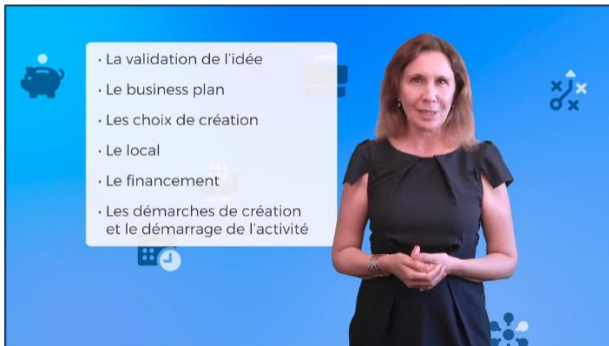 • La validation de l'idée
• Le business plan
• Les choix de création
• Le local
• Le financement
• Les démarches de création
et le démarrage de l'activité